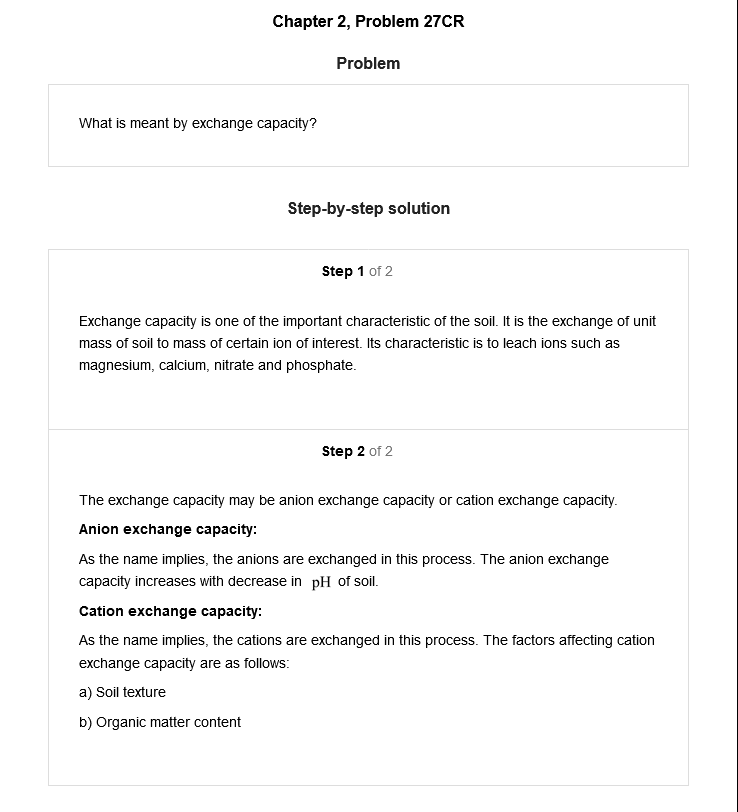 Chapter 2, Problem 27CR
Problem
What is meant by exchange capacity?
Step-by-step solution
Step 1 of 2
Exchange capacity is one of the important characteristic of the soil. It is the exchange of unit
mass of soil to mass of certain ion of interest. Its characteristic is to leach ions such as
magnesium, calcium, nitrate and phosphate.
Step 2 of 2
The exchange capacity may be anion exchange capacity or cation exchange capacity.
Anion exchange capacity:
As the name implies, the anions are exchanged in this process. The anion exchange
capacity increases with decrease in pH of soil.
Cation exchange capacity:
As the name implies, the cations are exchanged in this process. The factors affecting cation
exchange capacity are as follows:
a) Soil texture
b) Organic matter content